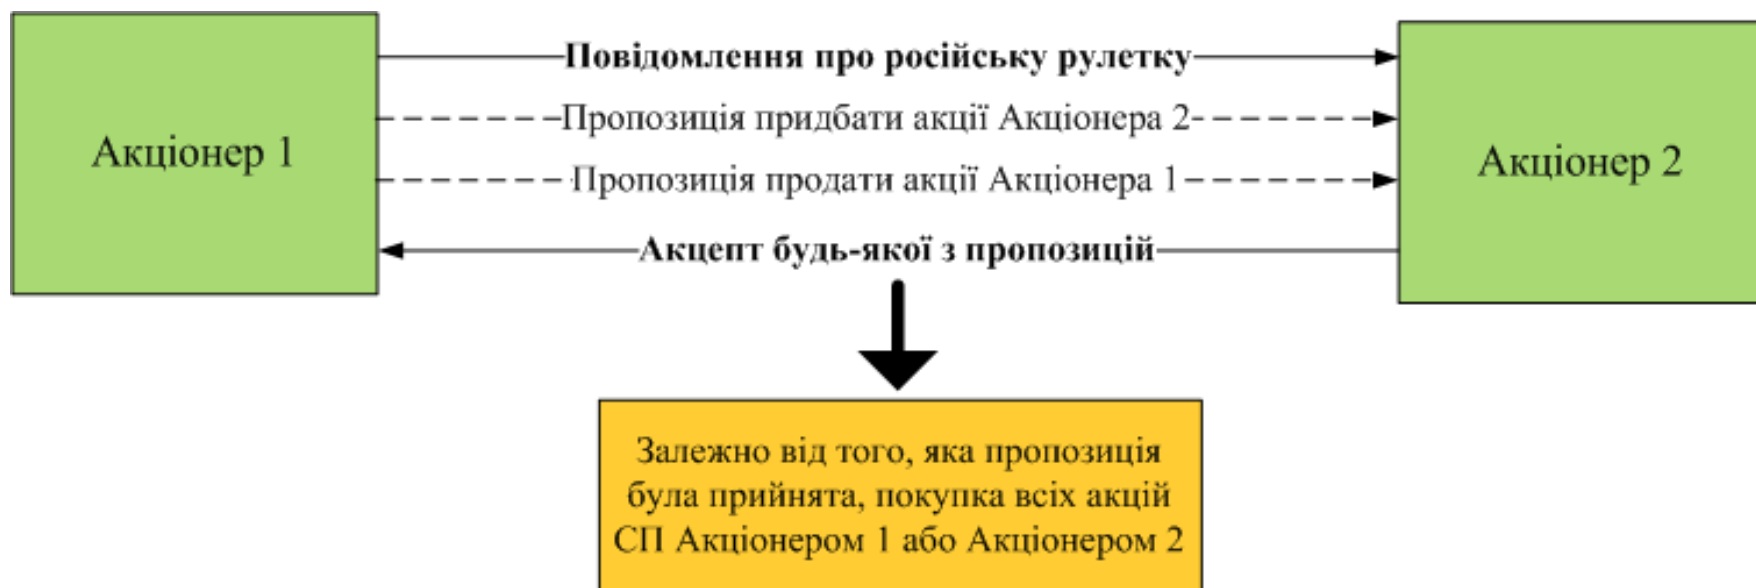 Акціонер 1
Повідомлення про російську рулетку
Пропозиція придбати акції Акціонера 2
Пропозиція продати акції Акціонера 1
Акцепт будь-якої з пропозицій
Акціонер 2
Залежно від того, яка пропозиція
була прийнята, покупка всіх акцій
СП Акціонером 1 або Акціонером 2